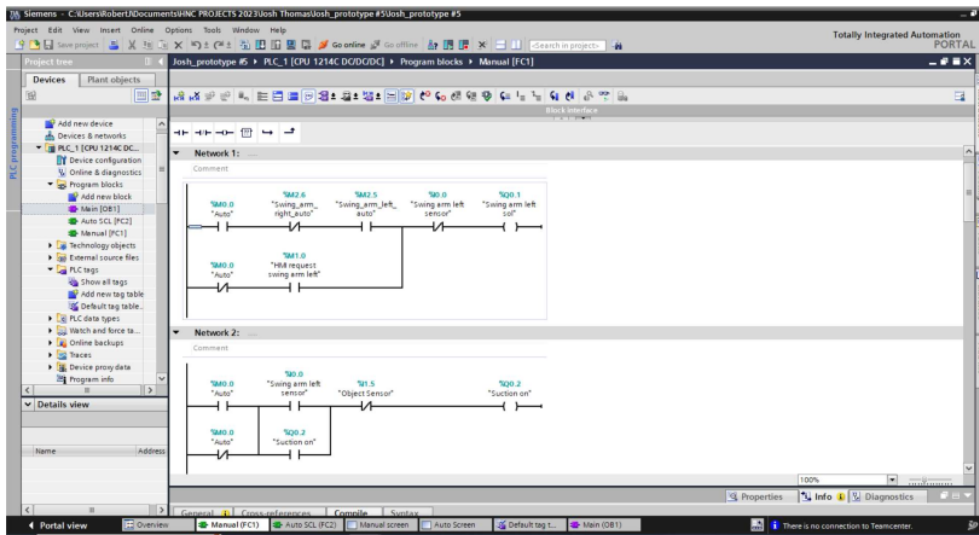 Siemens - C:\Users\RobertJ\Documents\HNC PROJECTS 2023\Josh Thomas\Josh_prototype #5\Josh_prototype #5
Project Edit View Insert Online Options Tools Window Help
Totally Integrated Automation
PORTAL
Save project
Go online
Go offline
<Search in project>
Project tree
Josh_prototype #5 ▸ PLC_1 [CPU 1214C DC/DC/DC] ▸ Program blocks ▸ Manual [FC1]
Devices
Plant objects
PLC programming
Block interface
Add new device
Devices & networks
PLC_1 [CPU 1214C DC...
Device configuration
Online & diagnostics
Program blocks
Add new block
Main [OB1]
Auto SCL [FC2]
Manual [FC1]
Technology objects
External source files
PLC tags
Show all tags
Add new tag table
Default tag table..
PLC data types
Watch and force ta...
Online backups
Traces
Device proxy data
Program info
Details view
Name
Address
Network 1: ....
Comment
%M0.0
"Auto"
%M2.6
"Swing_arm_
right_auto"
%M2.5
"Swing_arm_left_
auto"
%I0.0
"Swing arm left
sensor"
%Q0.1
"Swing arm left
sol"
%M0.0
"Auto"
%M1.0
"HMI request
swing arm left"
Network 2: ....
Comment
%M0.0
"Auto"
%I0.0
"Swing arm left
sensor"
%I1.5
"Object Sensor"
%Q0.2
"Suction on"
%M0.0
"Auto"
%Q0.2
"Suction on"
100%
Properties
Info
Diagnostics
General
Cross-references
Compile
Syntax
Portal view
Overview
Manual (FC1)
Auto SCL (FC2)
Manual screen
Auto Screen
Default tag t...
Main (OB1)
There is no connection to Teamcenter.